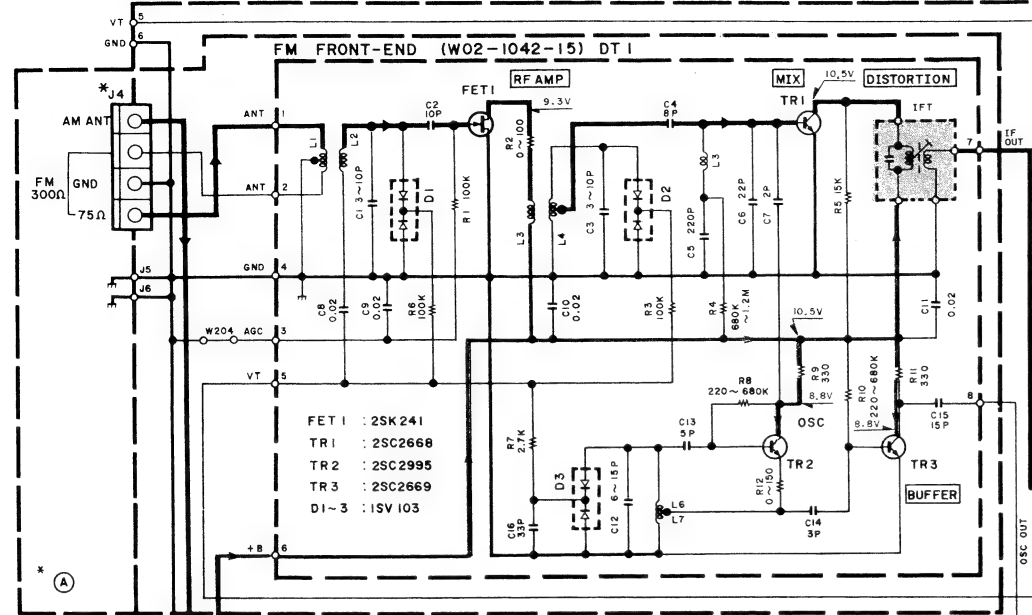 VT 5
GND 6
FM FRONT-END (W02-1042-15) DT1
* J4
AM ANT
FM 300Ω
GND
75Ω
ANT 1
ANT 2
L1
L2
C1 3~10P
C2 10P
D1
R1 100K
FET1
RF AMP
9.3V
R2 0~100
L3
L4
C3 3~10P
D2
C4 8P
L3
C5 220P
C6 22P
C7 2P
MIX
TR1
10.5V
DISTORTION
IFT
R5 15K
7
IF OUT
J5
J6
GND 4
C8 0.02
C9 0.02
R6 100K
C10 0.02
R3 100K
R4 680K ~1.2M
10.5V
C11 0.02
W204
AGC 3
VT 5
R9 330
R8 220~680K
8.8V
OSC
R10 220~680K
R11 330
8.8V
C15 15P
8
FET1 : 2SK241
TR1 : 2SC2668
TR2 : 2SC2995
TR3 : 2SC2669
D1~3 : 1SV103
R7 2.7K
C13 5P
TR2
TR3
D3
C12 6~15P
L6
L7
R12 0~150
C14 3P
BUFFER
C16 33P
+B 6
OSC OUT
* A